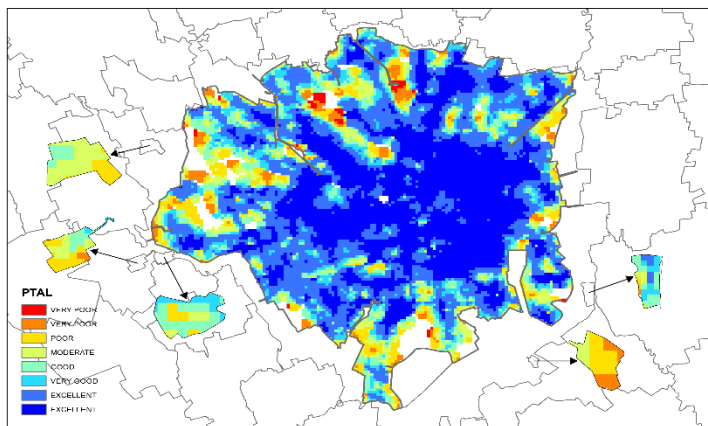 PTAL
VERY POOR
VERY POOR
POOR
MODERATE
GOOD
VERY GOOD
EXCELLENT
EXCELLENT